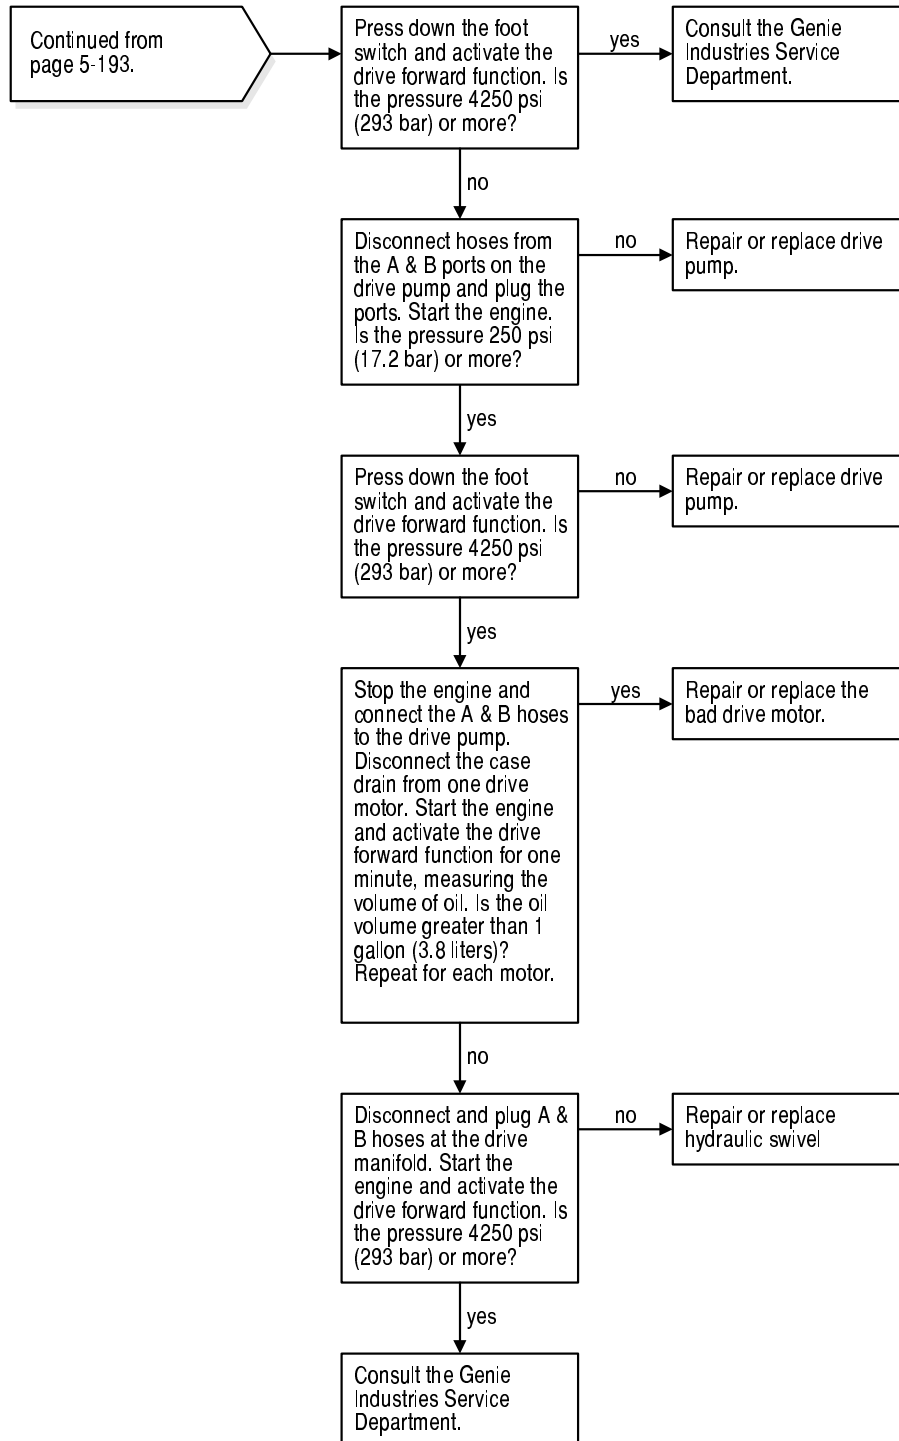 Continued from
page 5-193.
Press down the foot
switch and activate the
drive forward function. Is
the pressure 4250 psi
(293 bar) or more?
yes
Consult the Genie
Industries Service
Department.
no
Disconnect hoses from
the A & B ports on the
drive pump and plug the
ports. Start the engine.
Is the pressure 250 psi
(17.2 bar) or more?
no
Repair or replace drive
pump.
yes
Press down the foot
switch and activate the
drive forward function. Is
the pressure 4250 psi
(293 bar) or more?
no
Repair or replace drive
pump.
yes
Stop the engine and
connect the A & B hoses
to the drive pump.
Disconnect the case
drain from one drive
motor. Start the engine
and activate the drive
forward function for one
minute, measuring the
volume of oil. Is the oil
volume greater than 1
gallon (3.8 liters)?
Repeat for each motor.
yes
Repair or replace the
bad drive motor.
no
Disconnect and plug A &
B hoses at the drive
manifold. Start the
engine and activate the
drive forward function. Is
the pressure 4250 psi
(293 bar) or more?
no
Repair or replace
hydraulic swivel
yes
Consult the Genie
Industries Service
Department.